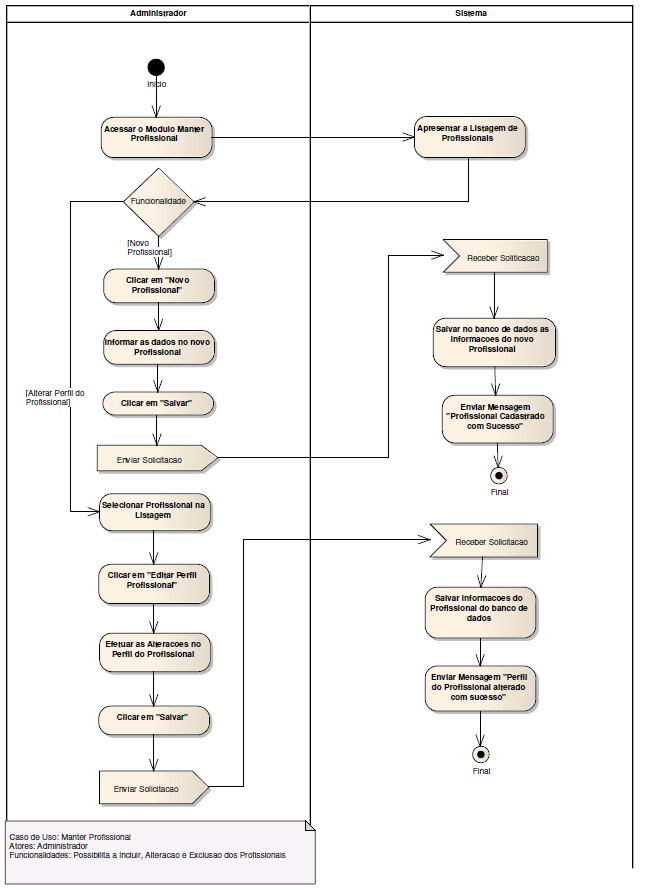 Administrador
Sistema
Inicio
Acessar o Modulo Manter
Profissional
Apresentar a Listagem de
Profissionais
Funcionalidade
[Novo
Profissional]
Receber Soliticacao
Clicar em "Novo
Profissional"
Salvar no banco de dados as
Informacoes do novo
Profissional
Informar as dados no novo
Profissional
[Alterar Perfil do
Profissional]
Clicar em "Salvar"
Enviar Mensagem
"Profissional Cadastrado
com Sucesso"
Enviar Solicitacao
Final
Selecionar Profissional na
Listagem
Receber Solicitacao
Clicar em "Editar Perfil
Profissional"
Salvar Informacoes do
Profissional do banco de
dados
Efetuar as Alteracoes no
Perfil do Profissional
Enviar Mensagem "Perfil
do Profissional alterado
com sucesso"
Clicar em "Salvar"
Final
Enviar Solicitacao
Caso de Uso: Manter Profissional
Atores: Administrador
Funcionalidades: Possibilita a Incluir, Alteracao e Exclusao dos Profissionais